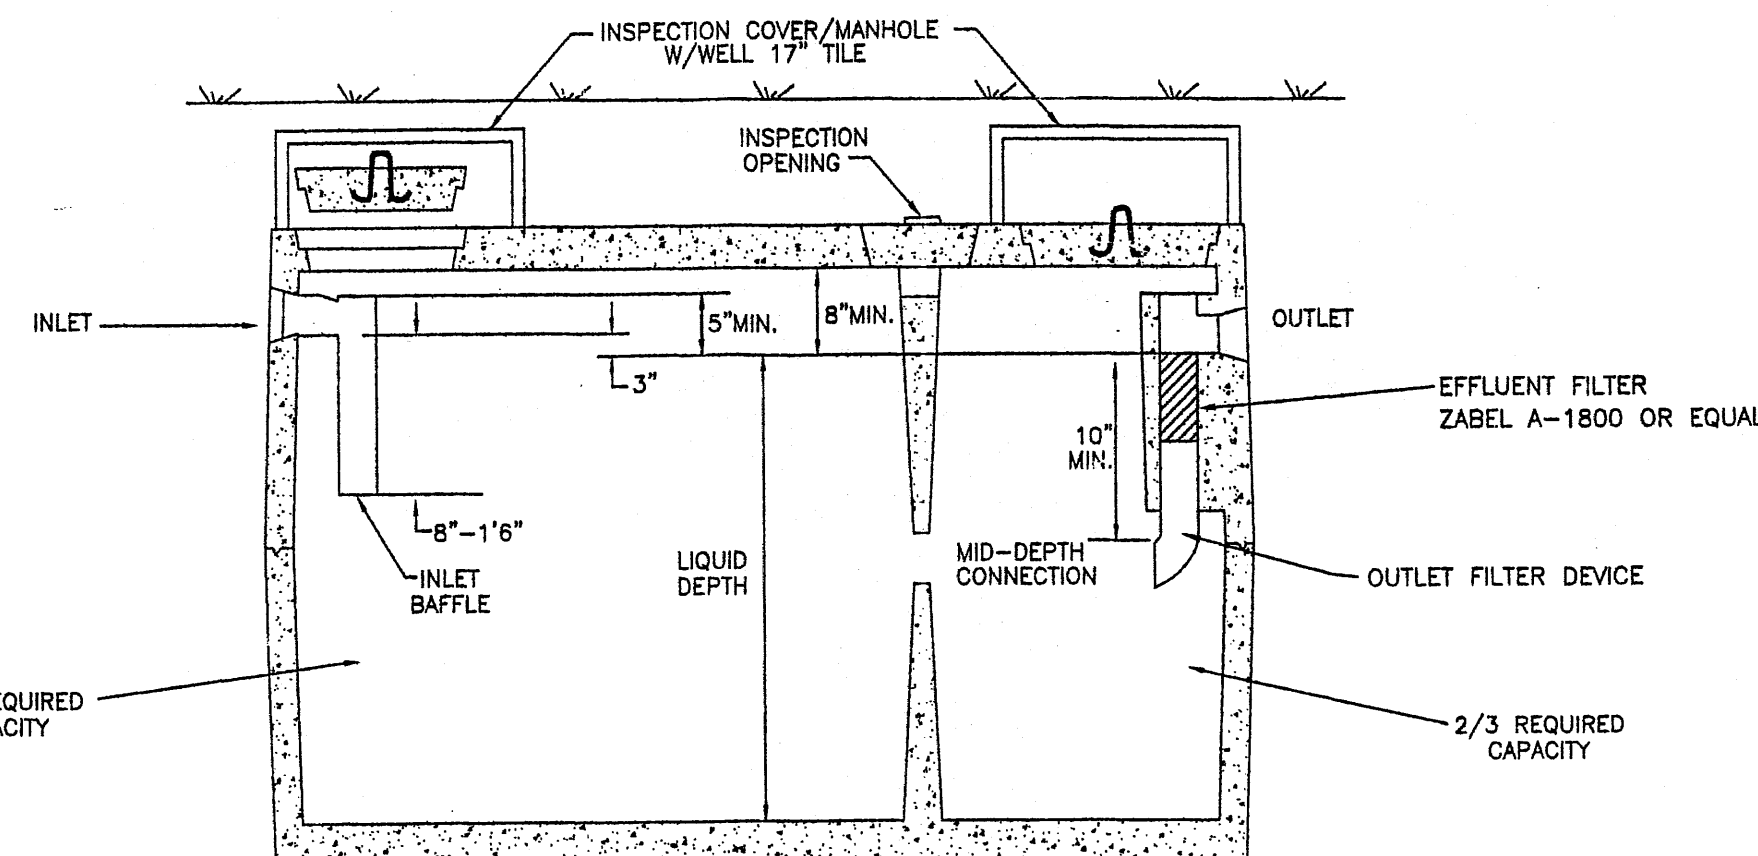 INSPECTION COVER/MANHOLE
W/WELL 17" TILE
INSPECTION
OPENING
INLET
5"MIN.
8"MIN.
OUTLET
3"
EFFLUENT FILTER
ZABEL A-1800 OR EQUAL
10"
MIN.
8"-1'6"
INLET
BAFFLE
LIQUID
DEPTH
MID-DEPTH
CONNECTION
OUTLET FILTER DEVICE
EQUIRED
ACITY
2/3 REQUIRED
CAPACITY